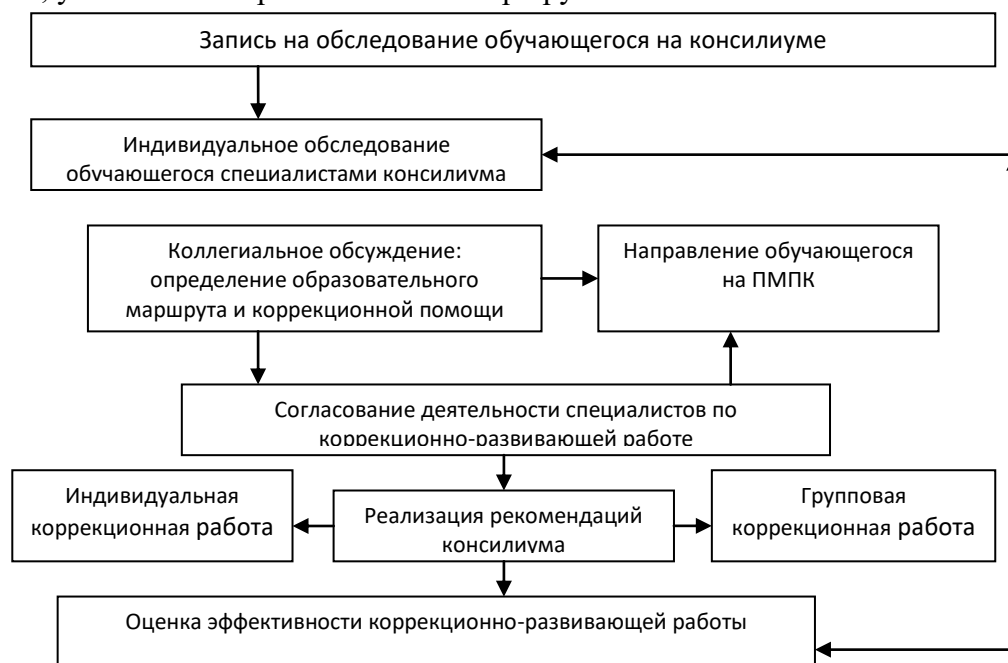 Запись на обследование обучающегося на консилиуме
Индивидуальное обследование
обучающегося специалистами консилиума
Коллегиальное обсуждение:
определение образовательного
маршрута и коррекционной помощи
Направление обучающегося
на ПМПК
Согласование деятельности специалистов по
коррекционно-развивающей работе
Индивидуальная
коррекционная работа
Реализация рекомендаций
консилиума
Групповая
коррекционная работа
Оценка эффективности коррекционно-развивающей работы